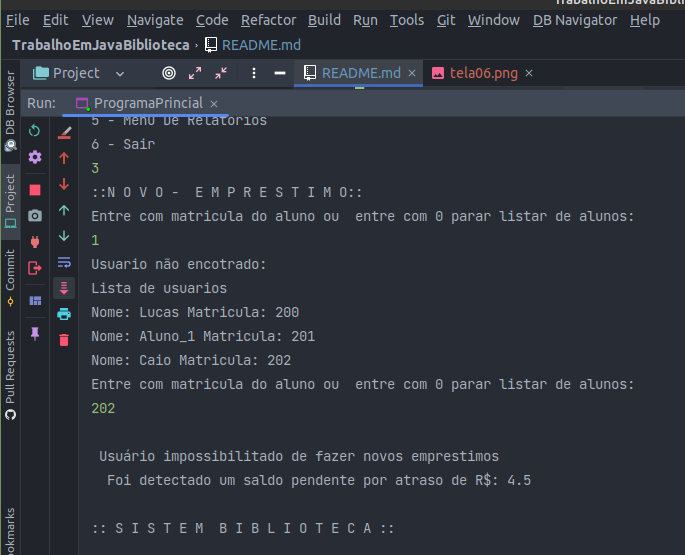 TrabalhoEmJavaBibl
File Edit View Navigate Code Refactor Build Run Tools Git Window DB Navigator Help
TrabalhoEmJavaBiblioteca › README.md
Project README.md × tela06.png ×
Run: ProgramaPrincial ×
DB Browser
Project
Commit
Pull Requests
ookmarks
5 - Menu De Relatorios
6 - Sair
3
::N O V O - E M P R E S T I M O::
Entre com matricula do aluno ou  entre com 0 parar listar de alunos:
1
Usuario não encotrado:
Lista de usuarios
Nome: Lucas Matricula: 200
Nome: Aluno_1 Matricula: 201
Nome: Caio Matricula: 202
Entre com matricula do aluno ou  entre com 0 parar listar de alunos:
202
Usuário impossibilitado de fazer novos emprestimos
Foi detectado um saldo pendente por atraso de R$: 4.5
:: S I S T E M  B I B L I O T E C A ::